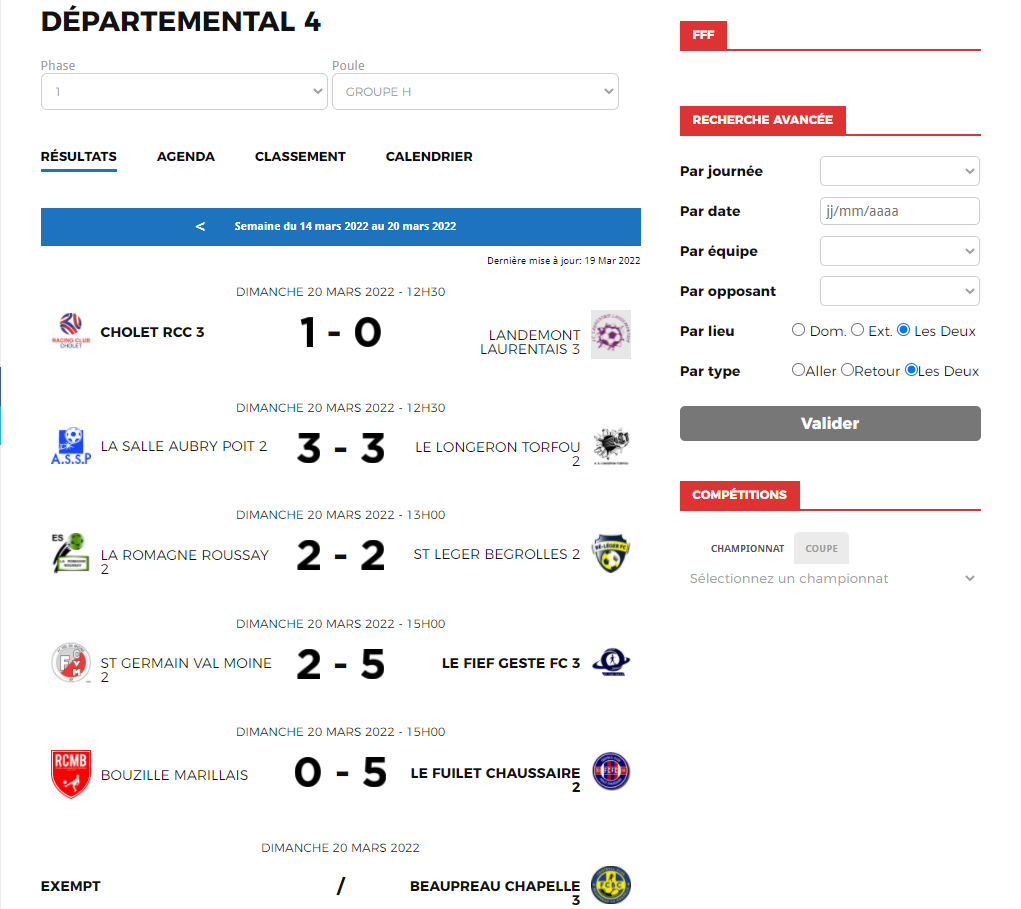 DÉPARTEMENTAL 4
Phase
Poule
1
GROUPE H
RÉSULTATS
AGENDA
CLASSEMENT
CALENDRIER
< Semaine du 14 mars 2022 au 20 mars 2022
Dernière mise à jour: 19 Mar 2022
DIMANCHE 20 MARS 2022 - 12H30
RACING CLUB
CHOLET
CHOLET RCC 3
1 - 0
LANDEMONT
LAURENTAIS 3
DIMANCHE 20 MARS 2022 - 12H30
A.S.S.P
LA SALLE AUBRY POIT 2
3 - 3
LE LONGERON TORFOU
2
DIMANCHE 20 MARS 2022 - 13H00
ES
LA ROMAGNE ROUSSAY
2
2 - 2
ST LEGER BEGROLLES 2
DIMANCHE 20 MARS 2022 - 15H00
ST GERMAIN VAL MOINE
2
2 - 5
LE FIEF GESTE FC 3
DIMANCHE 20 MARS 2022 - 15H00
RCMB
BOUZILLE MARILLAIS
0 - 5
LE FUILET CHAUSSAIRE
2
DIMANCHE 20 MARS 2022
EXEMPT
/
BEAUPREAU CHAPELLE
3
FCBC
FFF
RECHERCHE AVANCÉE
Par journée
Par date
jj/mm/aaaa
Par équipe
Par opposant
Par lieu
Dom. Ext. Les Deux
Par type
Aller Retour Les Deux
Valider
COMPÉTITIONS
CHAMPIONNAT
COUPE
Sélectionnez un championnat